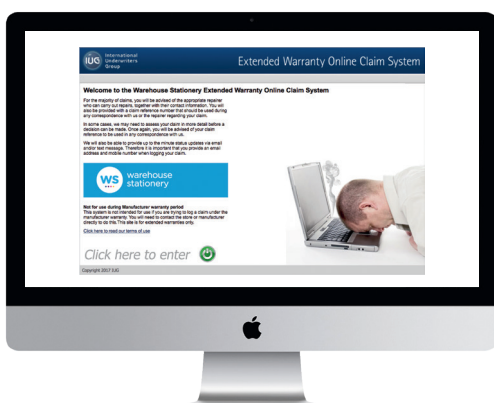 IUG
International
Underwriters
Group
Extended Warranty Online Claim System
Welcome to the Warehouse Stationery Extended Warranty Online Claim System
For the majority of claims, you will be advised of the appropriate repairer
who can carry out repairs, together with their contact information. You will
also be provided with a claim reference number that should be used during
any correspondence with us or the repairer regarding your claim.
In some cases, we may need to assess your claim in more detail before a
decision can be made. Once again, you will be advised of your claim
reference to be used in any correspondence with us.
We will also be able to provide up to the minute status updates via email
and/or text message. Therefore it is important that you provide an email
address and mobile number when logging your claim.
ws
warehouse
stationery
Not for use during Manufacturer warranty period
This system is not intended for use if you are trying to log a claim under the
manufacturer warranty. You will need to contact the store or manufacturer
directly to do this. This site is for extended warranties only.
Click here to read our terms of use
Click here to enter
Copyright 2017 IUG